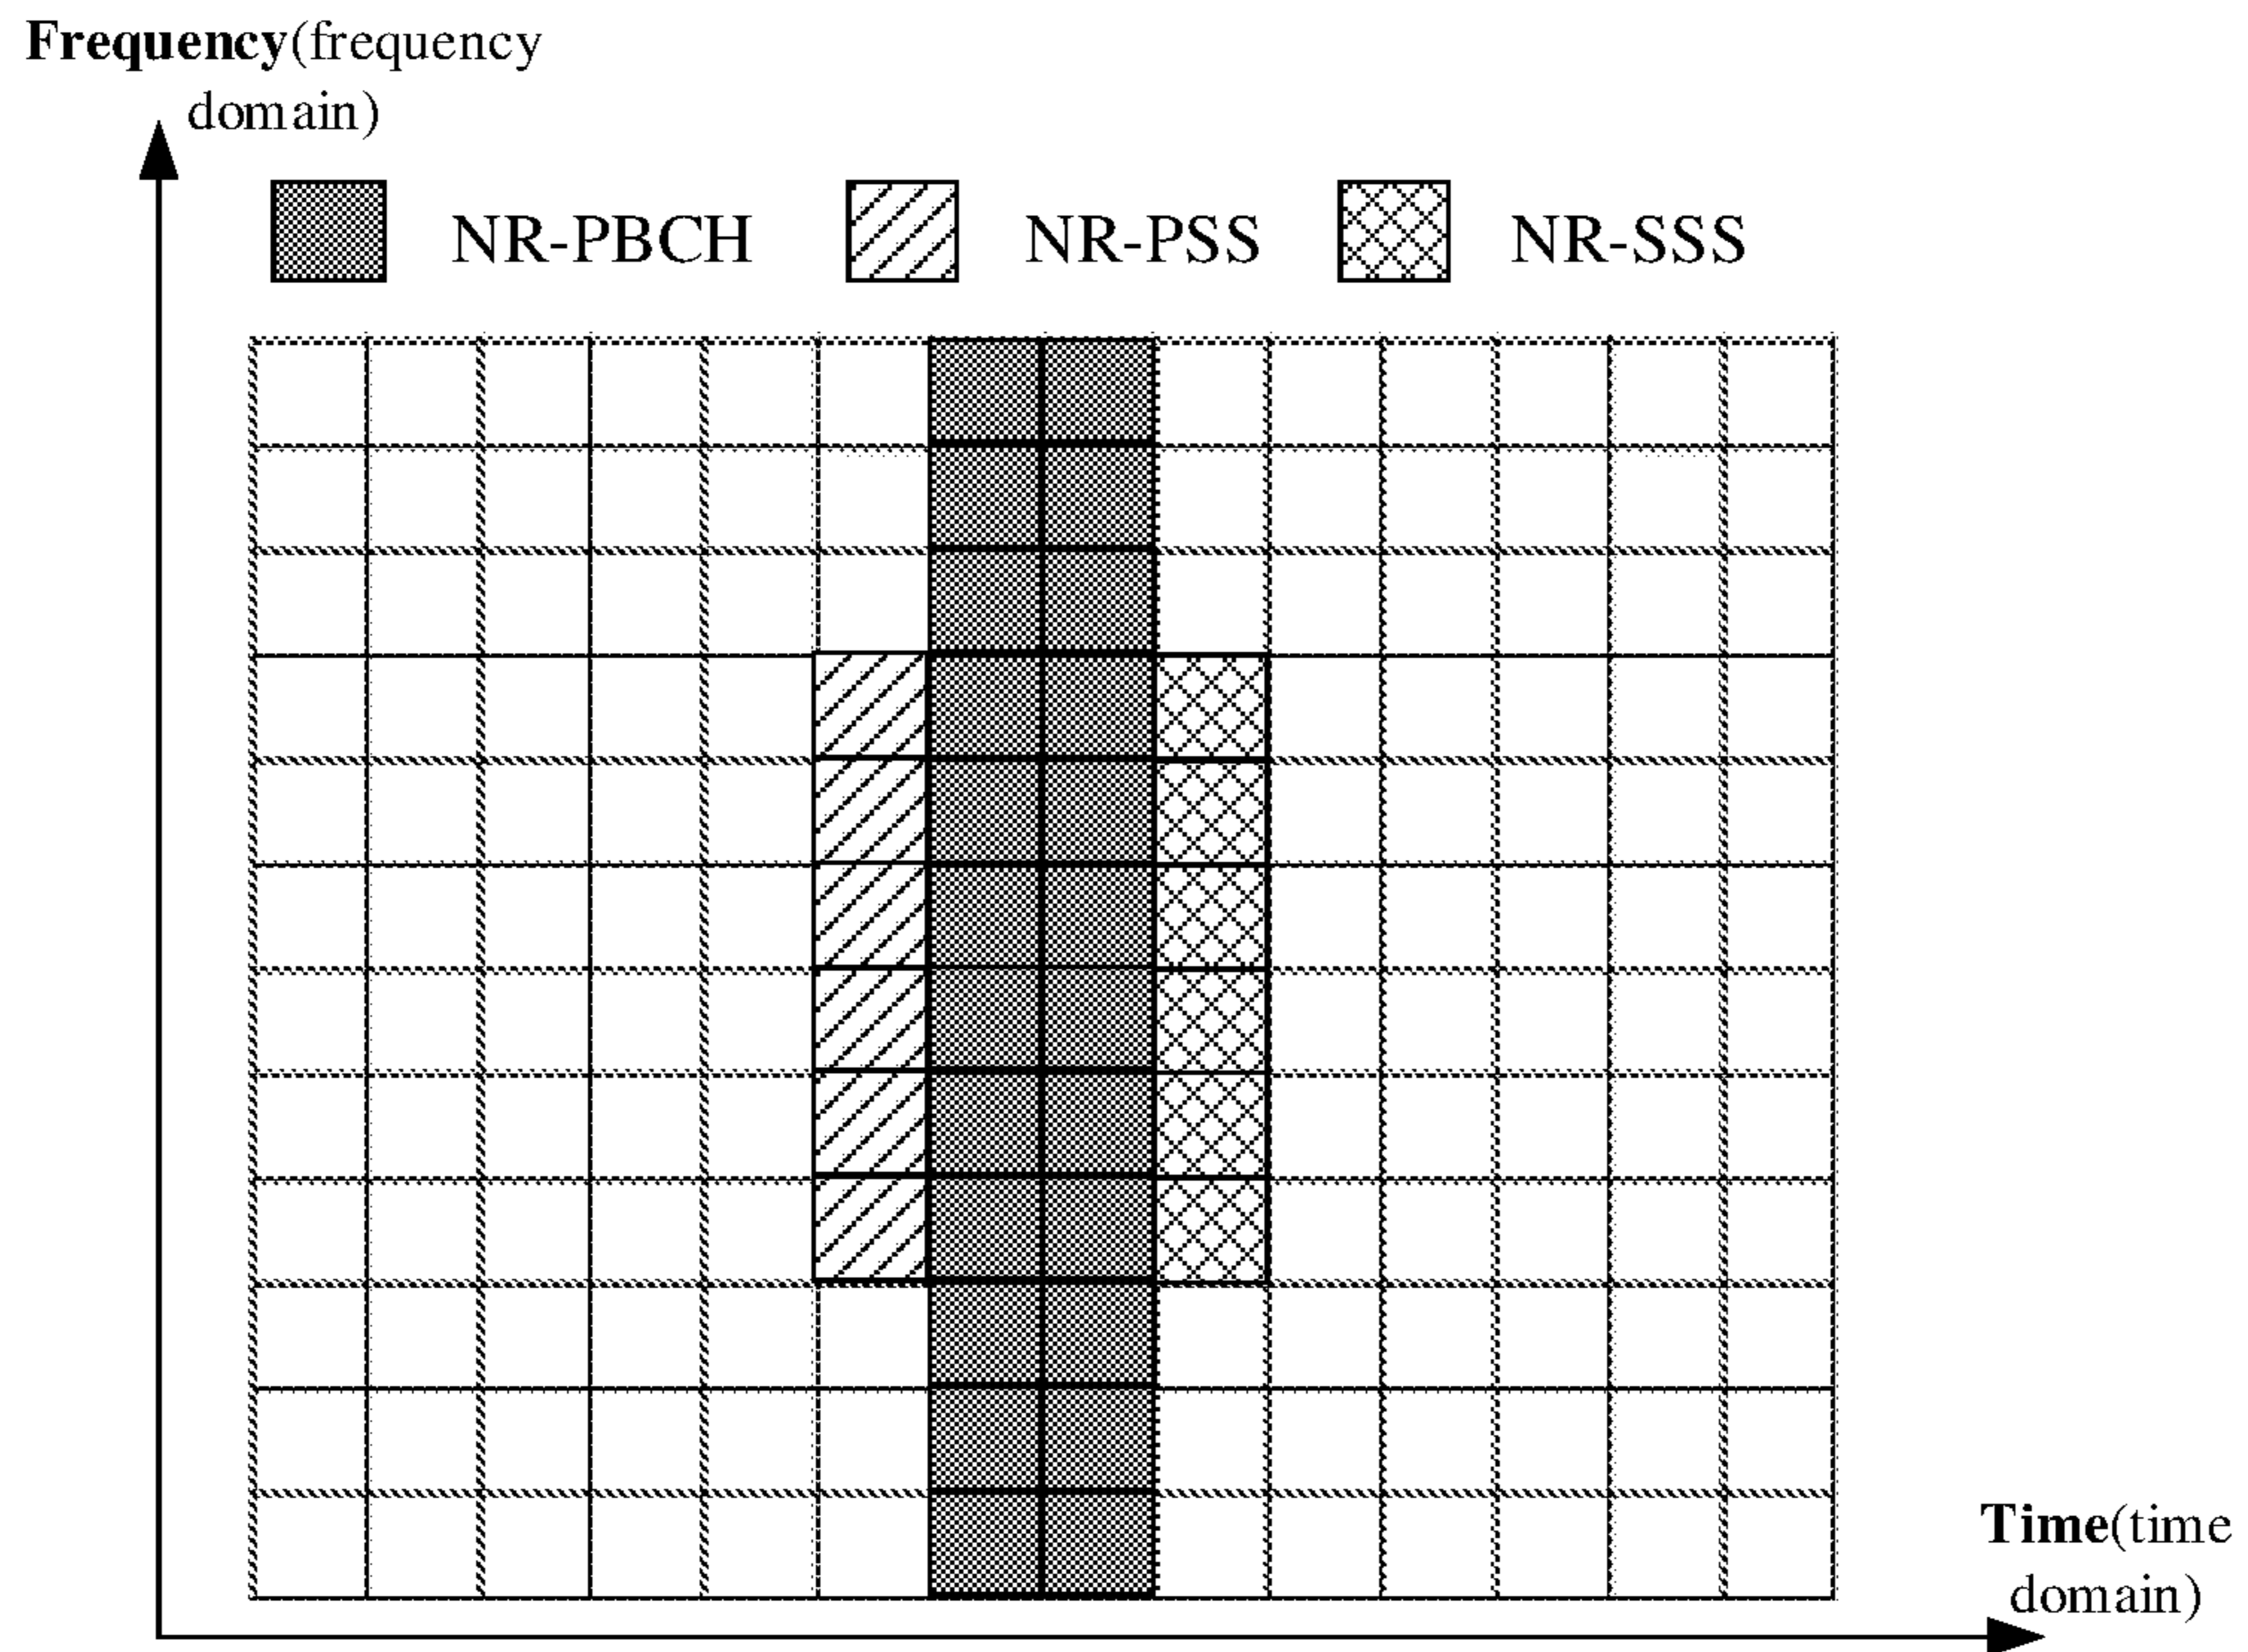 Frequency(frequency
domain)
NR-PBCH NR-PSS NR-SSS
Time(time
domain)